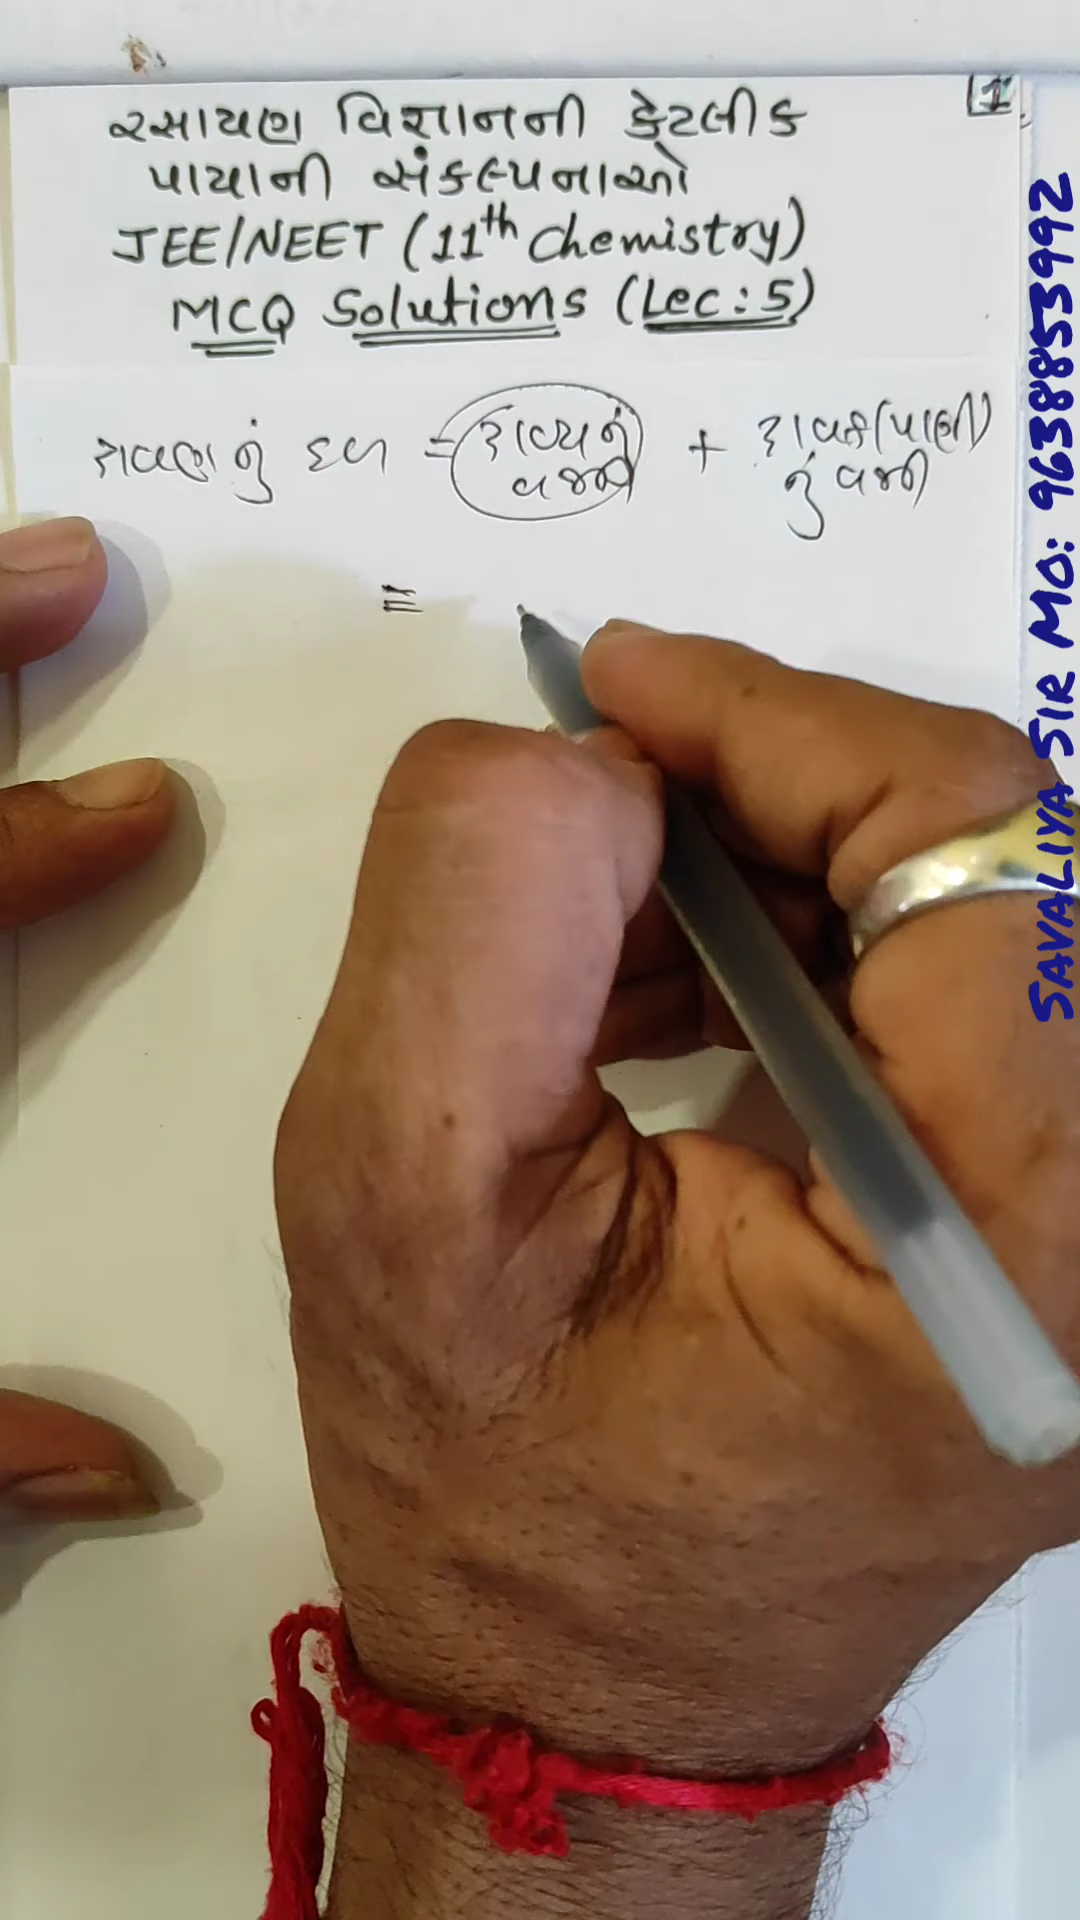 1
રસાયણ વિજ્ઞાનની કેટલીક
પાયાની સંકલ્પનાઓ
JEE/NEET (11th Chemistry)
MCQ Solutions (Lec: 5)
દ્રાવણનું દળ = દ્રાવ્યનું વજન + દ્રાવક(પાણી)નું વજન
=
SAVALIYA SIR MO: 9638853992